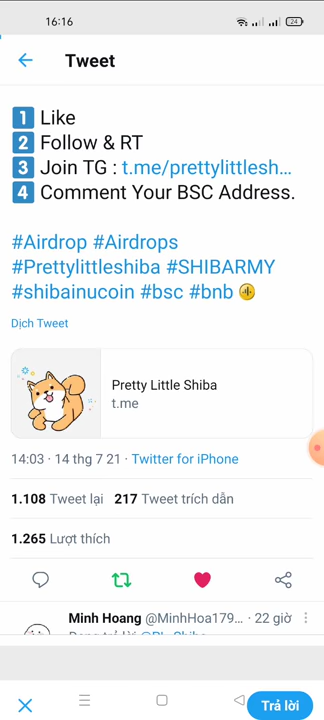 16:16
24
Tweet
1 Like
2 Follow & RT
3 Join TG : t.me/prettylittlesh...
4 Comment Your BSC Address.
#Airdrop #Airdrops
#Prettylittleshiba #SHIBARMY
#shibainucoin #bsc #bnb
Dịch Tweet
Pretty Little Shiba
t.me
14:03 · 14 thg 7 21 · Twitter for iPhone
1.108 Tweet lại 217 Tweet trích dẫn
1.265 Lượt thích
Minh Hoang @MinhHoa179... · 22 giờ
Trả lời